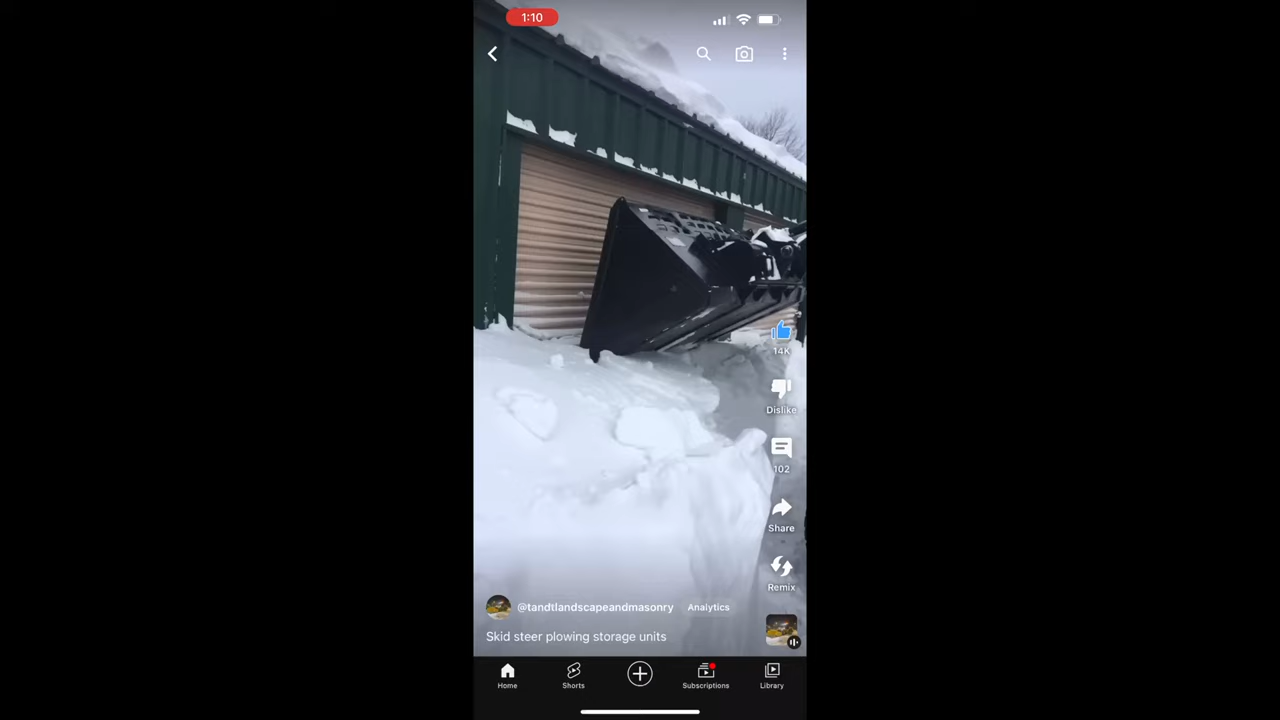 1:10
14K
Dislike
102
Share
Remix
@tandtlandscapeandmasonry Analytics
Skid steer plowing storage units
Home Shorts Subscriptions Library